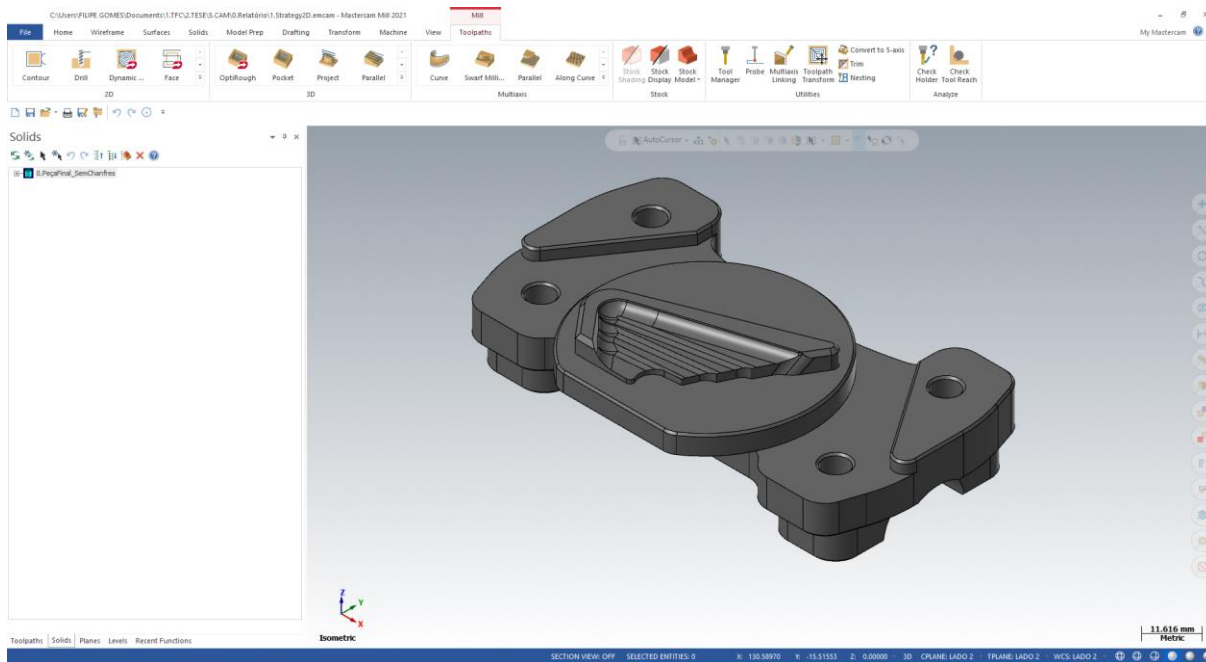 C:\Users\FILIPE GOMES\Documents\1.TFC\2.TESE\5.CAM\0.Relatório\1.Strategy2D.emcam - Mastercam Mill 2021
Mill
File Home Wireframe Surfaces Solids Model Prep Drafting Transform Machine View Toolpaths My Mastercam
Contour Drill Dynamic ... Face OptiRough Pocket Project Parallel Curve Swarf Milli... Parallel Along Curve Stock Shading Stock Display Stock Model Tool Manager Probe Multiaxis Linking Toolpath Transform Convert to 5-axis Trim Nesting Check Holder Check Tool Reach
2D 3D Multiaxis Stock Utilities Analyze
AutoCursor
Solids
0.PeçaFinal_SemChanfres
Z
Y
X
Isometric
11.616 mm
Metric
Toolpaths Solids Planes Levels Recent Functions
SECTION VIEW: OFF SELECTED ENTITIES: 0 X: 130.58970 Y: -15.51553 Z: 0.00000 3D CPLANE: LADO 2 TPLANE: LADO 2 WCS: LADO 2